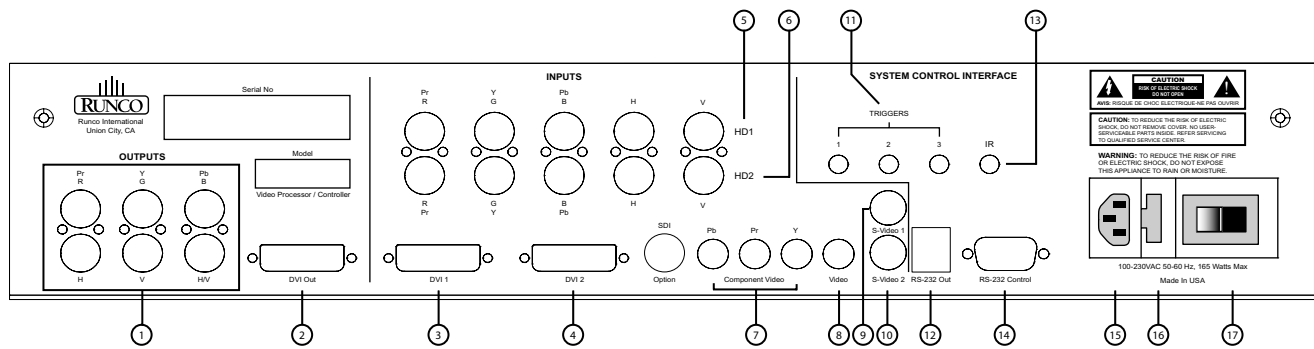 5
6
11
13
RUNCO
Runco International
Union City, CA
Serial No
Model
Video Processor / Controller
OUTPUTS
Pr Y Pb
R G B
H V H/V
DVI Out
INPUTS
Pr Y Pb
R G B H V
HD1
HD2
R G B H V
Pr Y Pb
DVI 1
DVI 2
SDI
Option
Pb Pr Y
Component Video
Video
S-Video 1
S-Video 2
SYSTEM CONTROL INTERFACE
TRIGGERS
1 2 3 IR
RS-232 Out
RS-232 Control
CAUTION
RISK OF ELECTRIC SHOCK
DO NOT OPEN
AVIS: RISQUE DE CHOC ELECTRIQUE-NE PAS OUVRIR
CAUTION: TO REDUCE THE RISK OF ELECTRIC
SHOCK, DO NOT REMOVE COVER. NO USER-
SERVICEABLE PARTS INSIDE. REFER SERVICING
TO QUALIFIED SERVICE CENTER.
WARNING: TO REDUCE THE RISK OF FIRE
OR ELECTRIC SHOCK, DO NOT EXPOSE
THIS APPLIANCE TO RAIN OR MOISTURE.
100-230VAC 50-60 Hz, 165 Watts Max
Made In USA
1
2
3
4
7
8
9
10
12
14
15
16
17